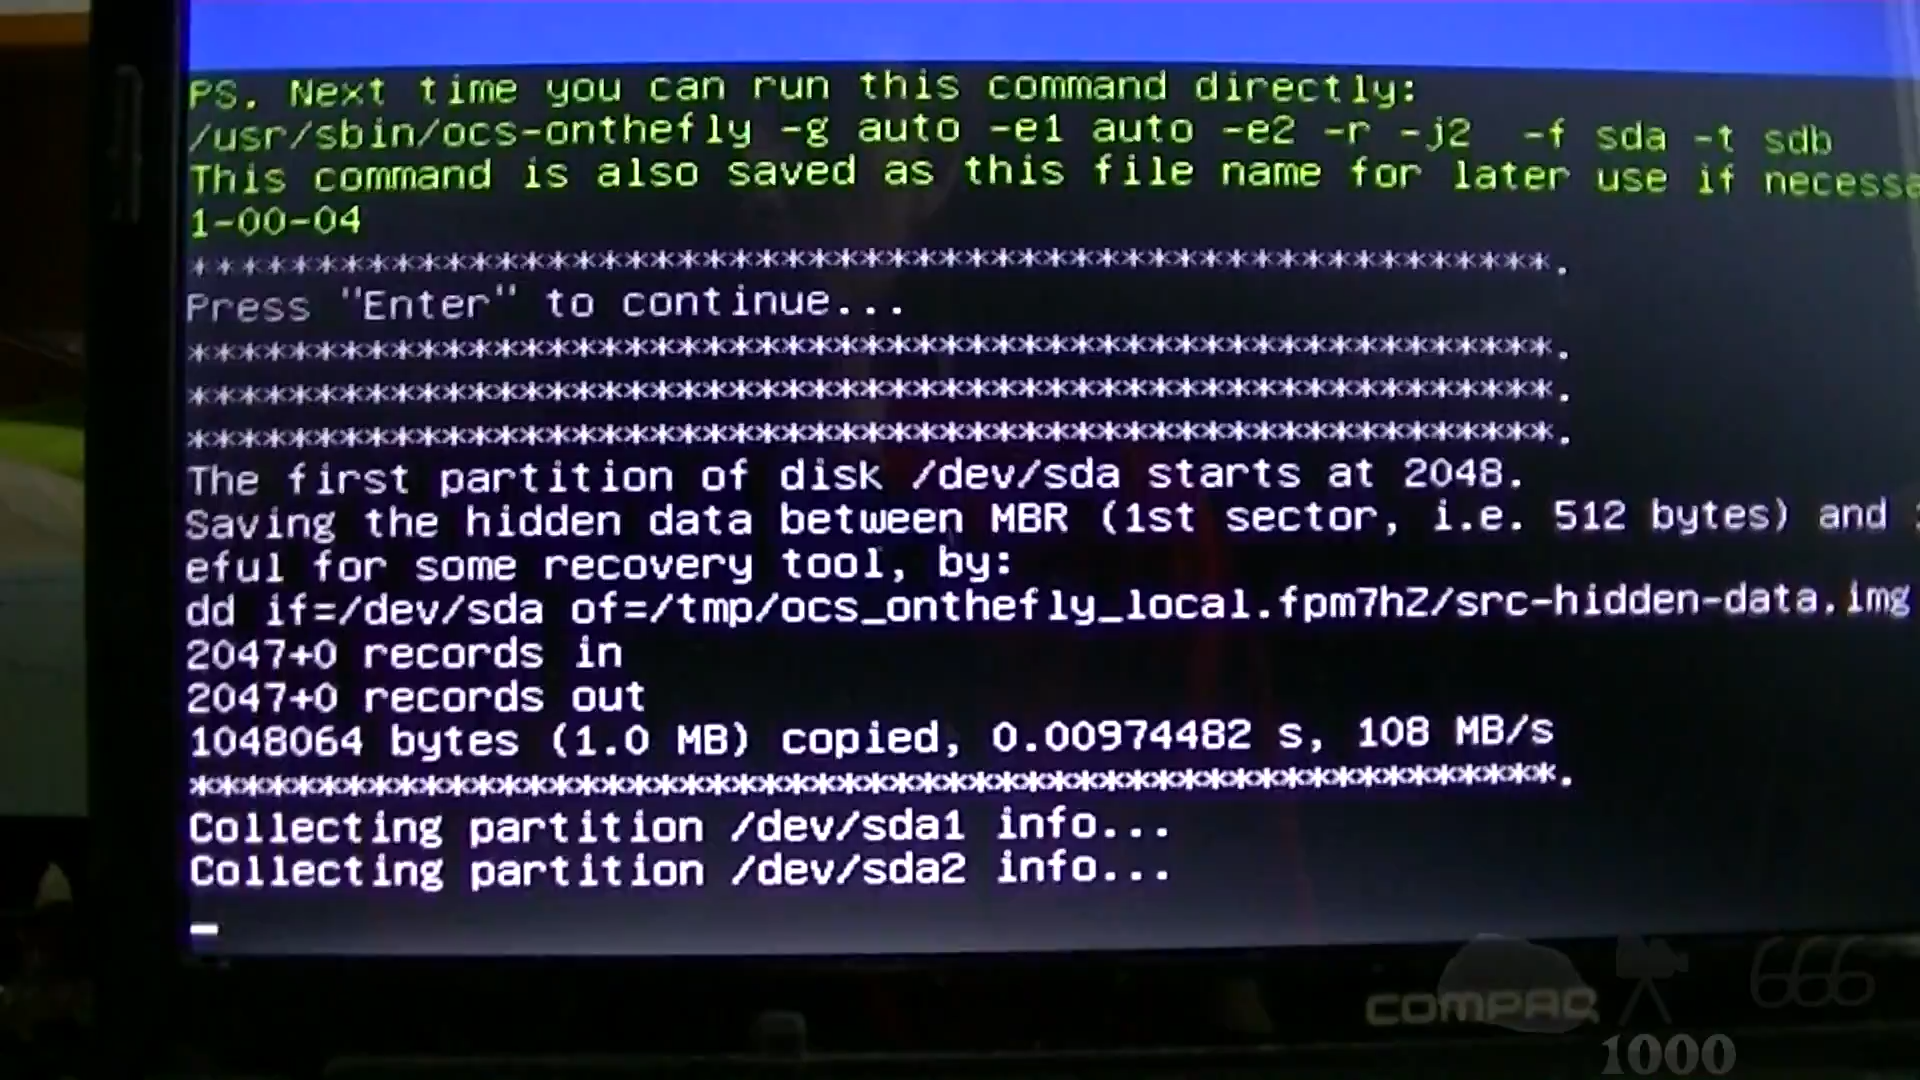 PS. Next time you can run this command directly:
/usr/sbin/ocs-onthefly -g auto -e1 auto -e2 -r -j2 -f sda -t sdb
This command is also saved as this file name for later use if
1-00-04
*****************************************************.
Press "Enter" to continue...
*****************************************************.
*****************************************************.
*****************************************************.
The first partition of disk /dev/sda starts at 2048.
Saving the hidden data between MBR (1st sector, i.e. 512 bytes) and
eful for some recovery tool, by:
dd if=/dev/sda of=/tmp/ocs_onthefly_local.fpm7hZ/src-hidden-data.img
2047+0 records in
2047+0 records out
1048064 bytes (1.0 MB) copied, 0.00974482 s, 108 MB/s
*****************************************************.
Collecting partition /dev/sda1 info...
Collecting partition /dev/sda2 info...
COMPAQ
666
1000